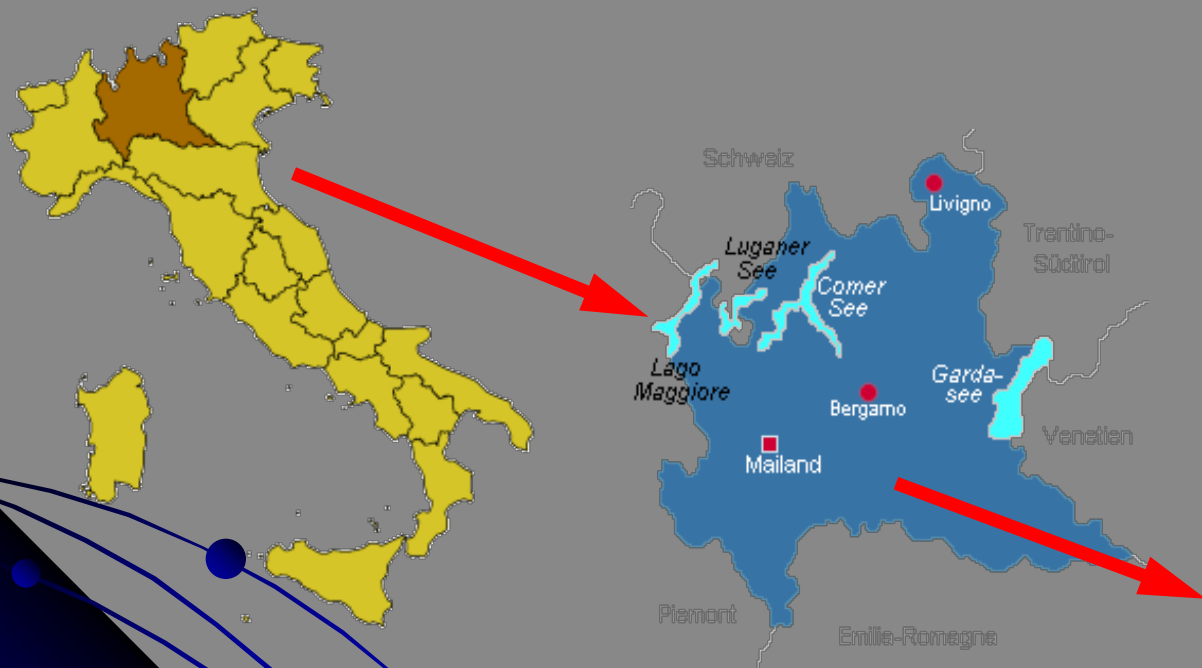 Schweiz
Livigno
Trentino-
Südtirol
Luganer
See
Comer
See
Lago
Maggiore
Garda-
see
Bergamo
Venetien
Mailand
Piemont
Emilia-Romagna